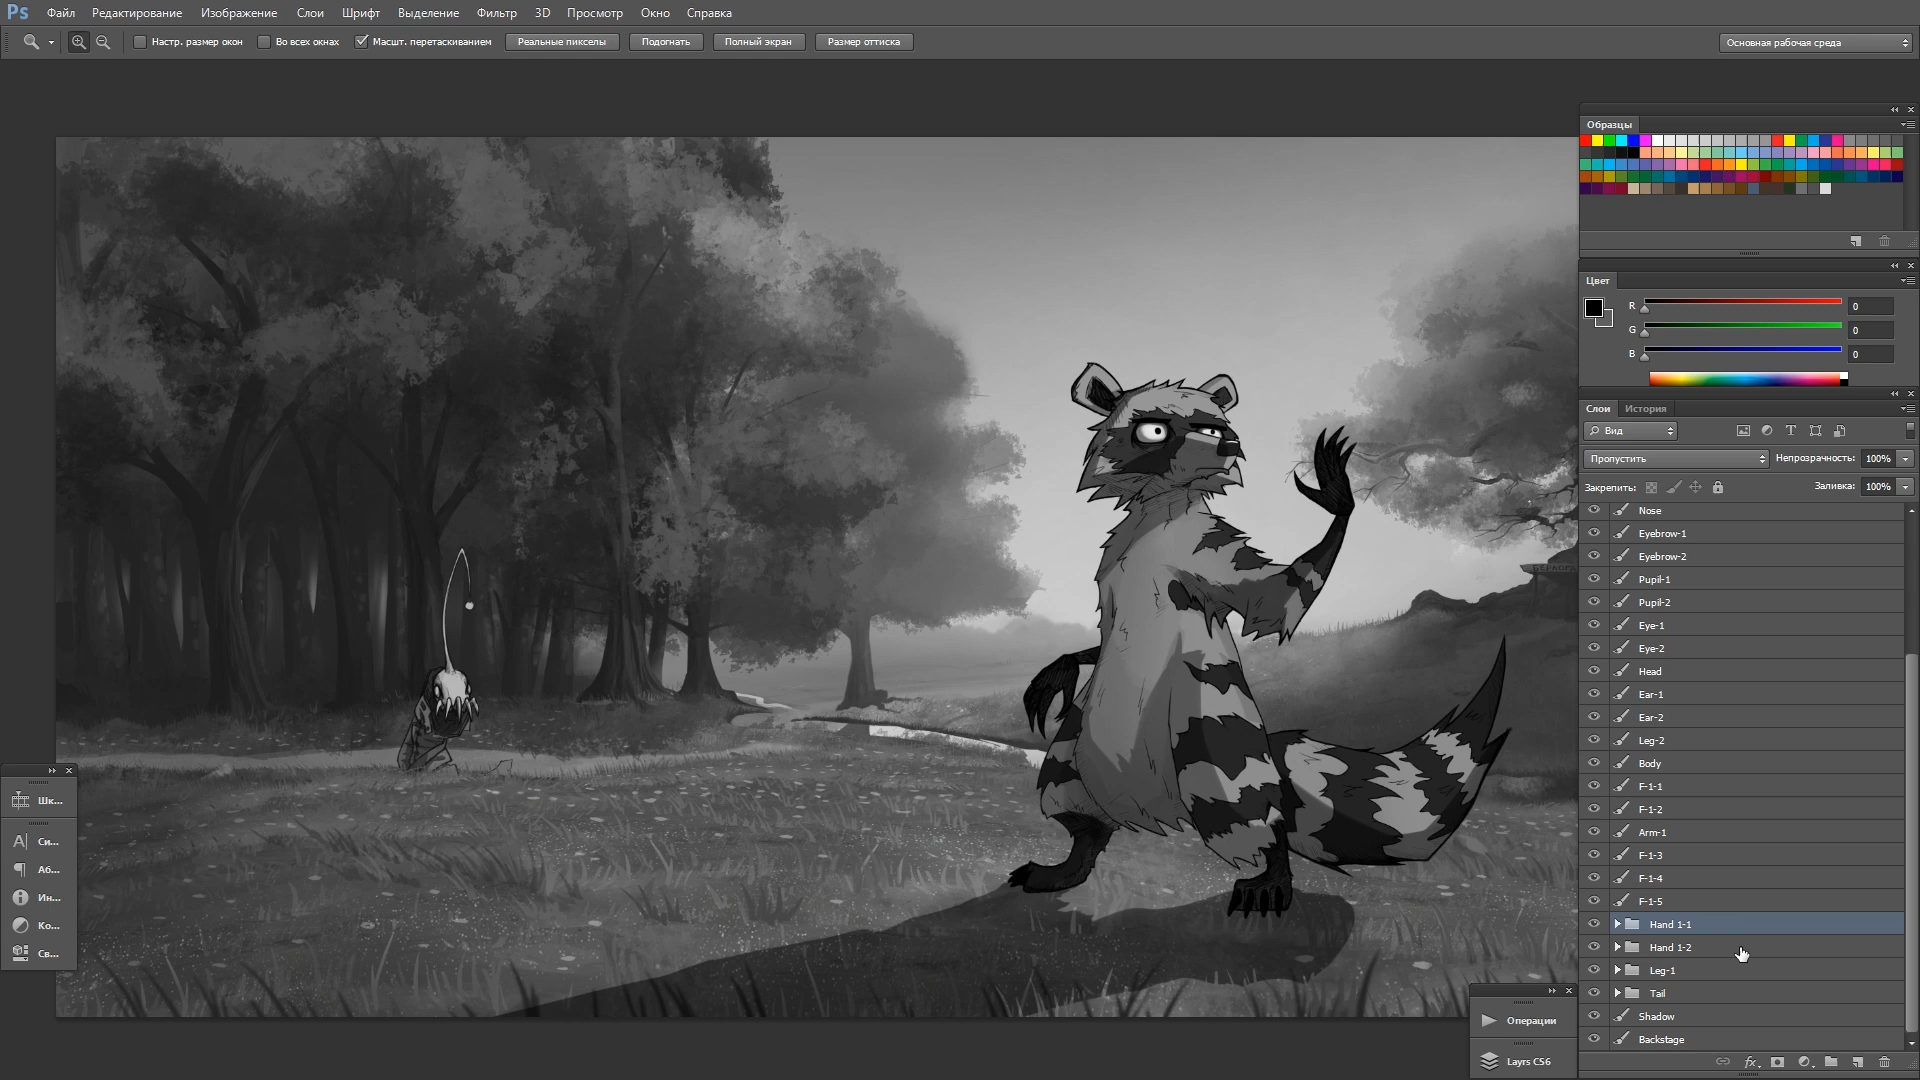 Ps Файл Редактирование Изображение Слои Шрифт Выделение Фильтр 3D Просмотр Окно Справка
Настр. размер окон Во всех окнах Масшт. перетаскиванием Реальные пикселы Подогнать Полный экран Размер оттиска Основная рабочая среда
Образцы
Цвет
R 0
G 0
B 0
Слои История
Вид
Пропустить Непрозрачность: 100%
Закрепить: Заливка: 100%
Nose
Eyebrow-1
Eyebrow-2
Pupil-1
Pupil-2
Eye-1
Eye-2
Head
Ear-1
Ear-2
Leg-2
Body
F-1-1
F-1-2
Arm-1
F-1-3
F-1-4
F-1-5
Hand 1-1
Hand 1-2
Leg-1
Tail
Shadow
Backstage
fx
Шк...
Си...
Аб...
Ин...
Ко...
Св...
Операции
Layrs CS6